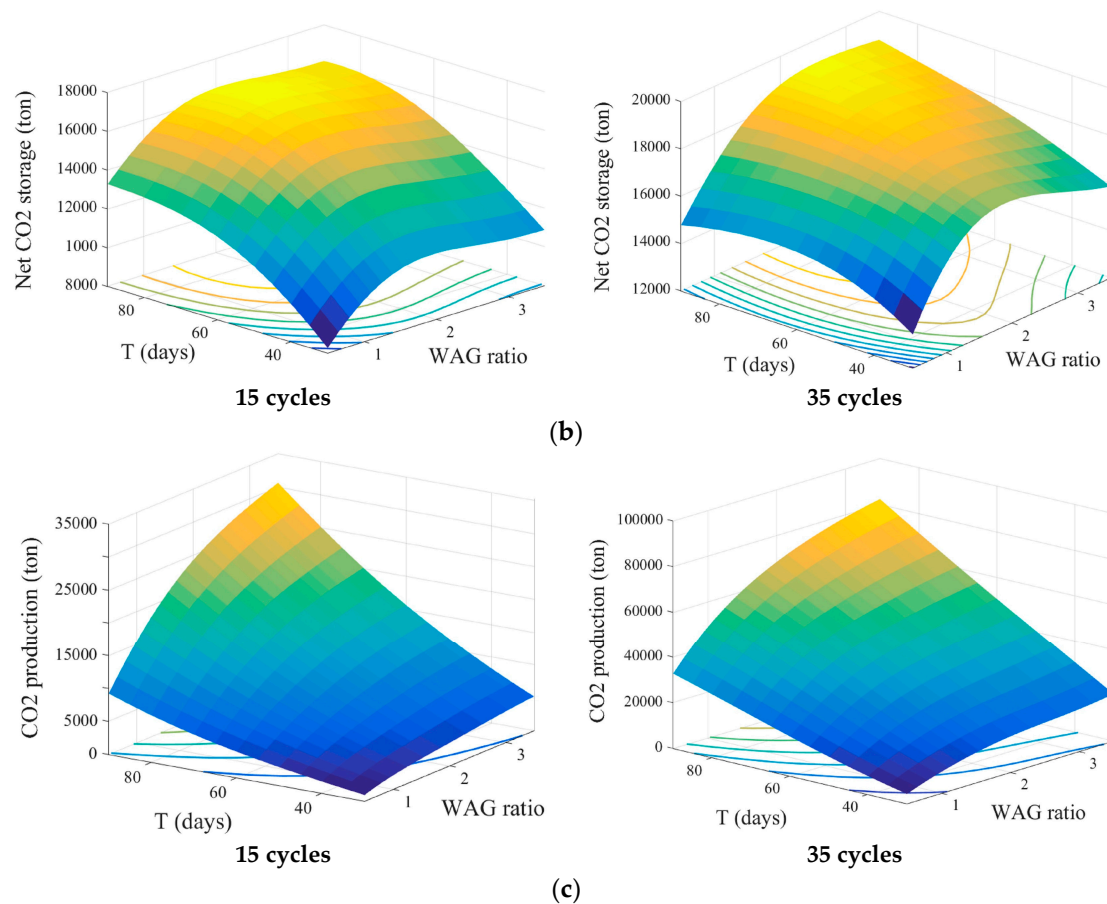 Net CO2 storage (ton)
18000
16000
14000
12000
1000
8000
80
60
40
T (days)
1
2
3
WAG ratio
15 cycles
Net CO2 storage (ton)
20000
18000
16000
14000
12000
80
60
40
T (days)
1
2
3
WAG ratio
35 cycles
(b)
CO2 production (ton)
35000
25000
15000
5000
0
80
60
40
T (days)
1
2
3
WAG ratio
15 cycles
CO2 production (ton)
100000
80000
60000
40000
20000
0
80
60
40
T (days)
1
2
3
WAG ratio
35 cycles
(c)